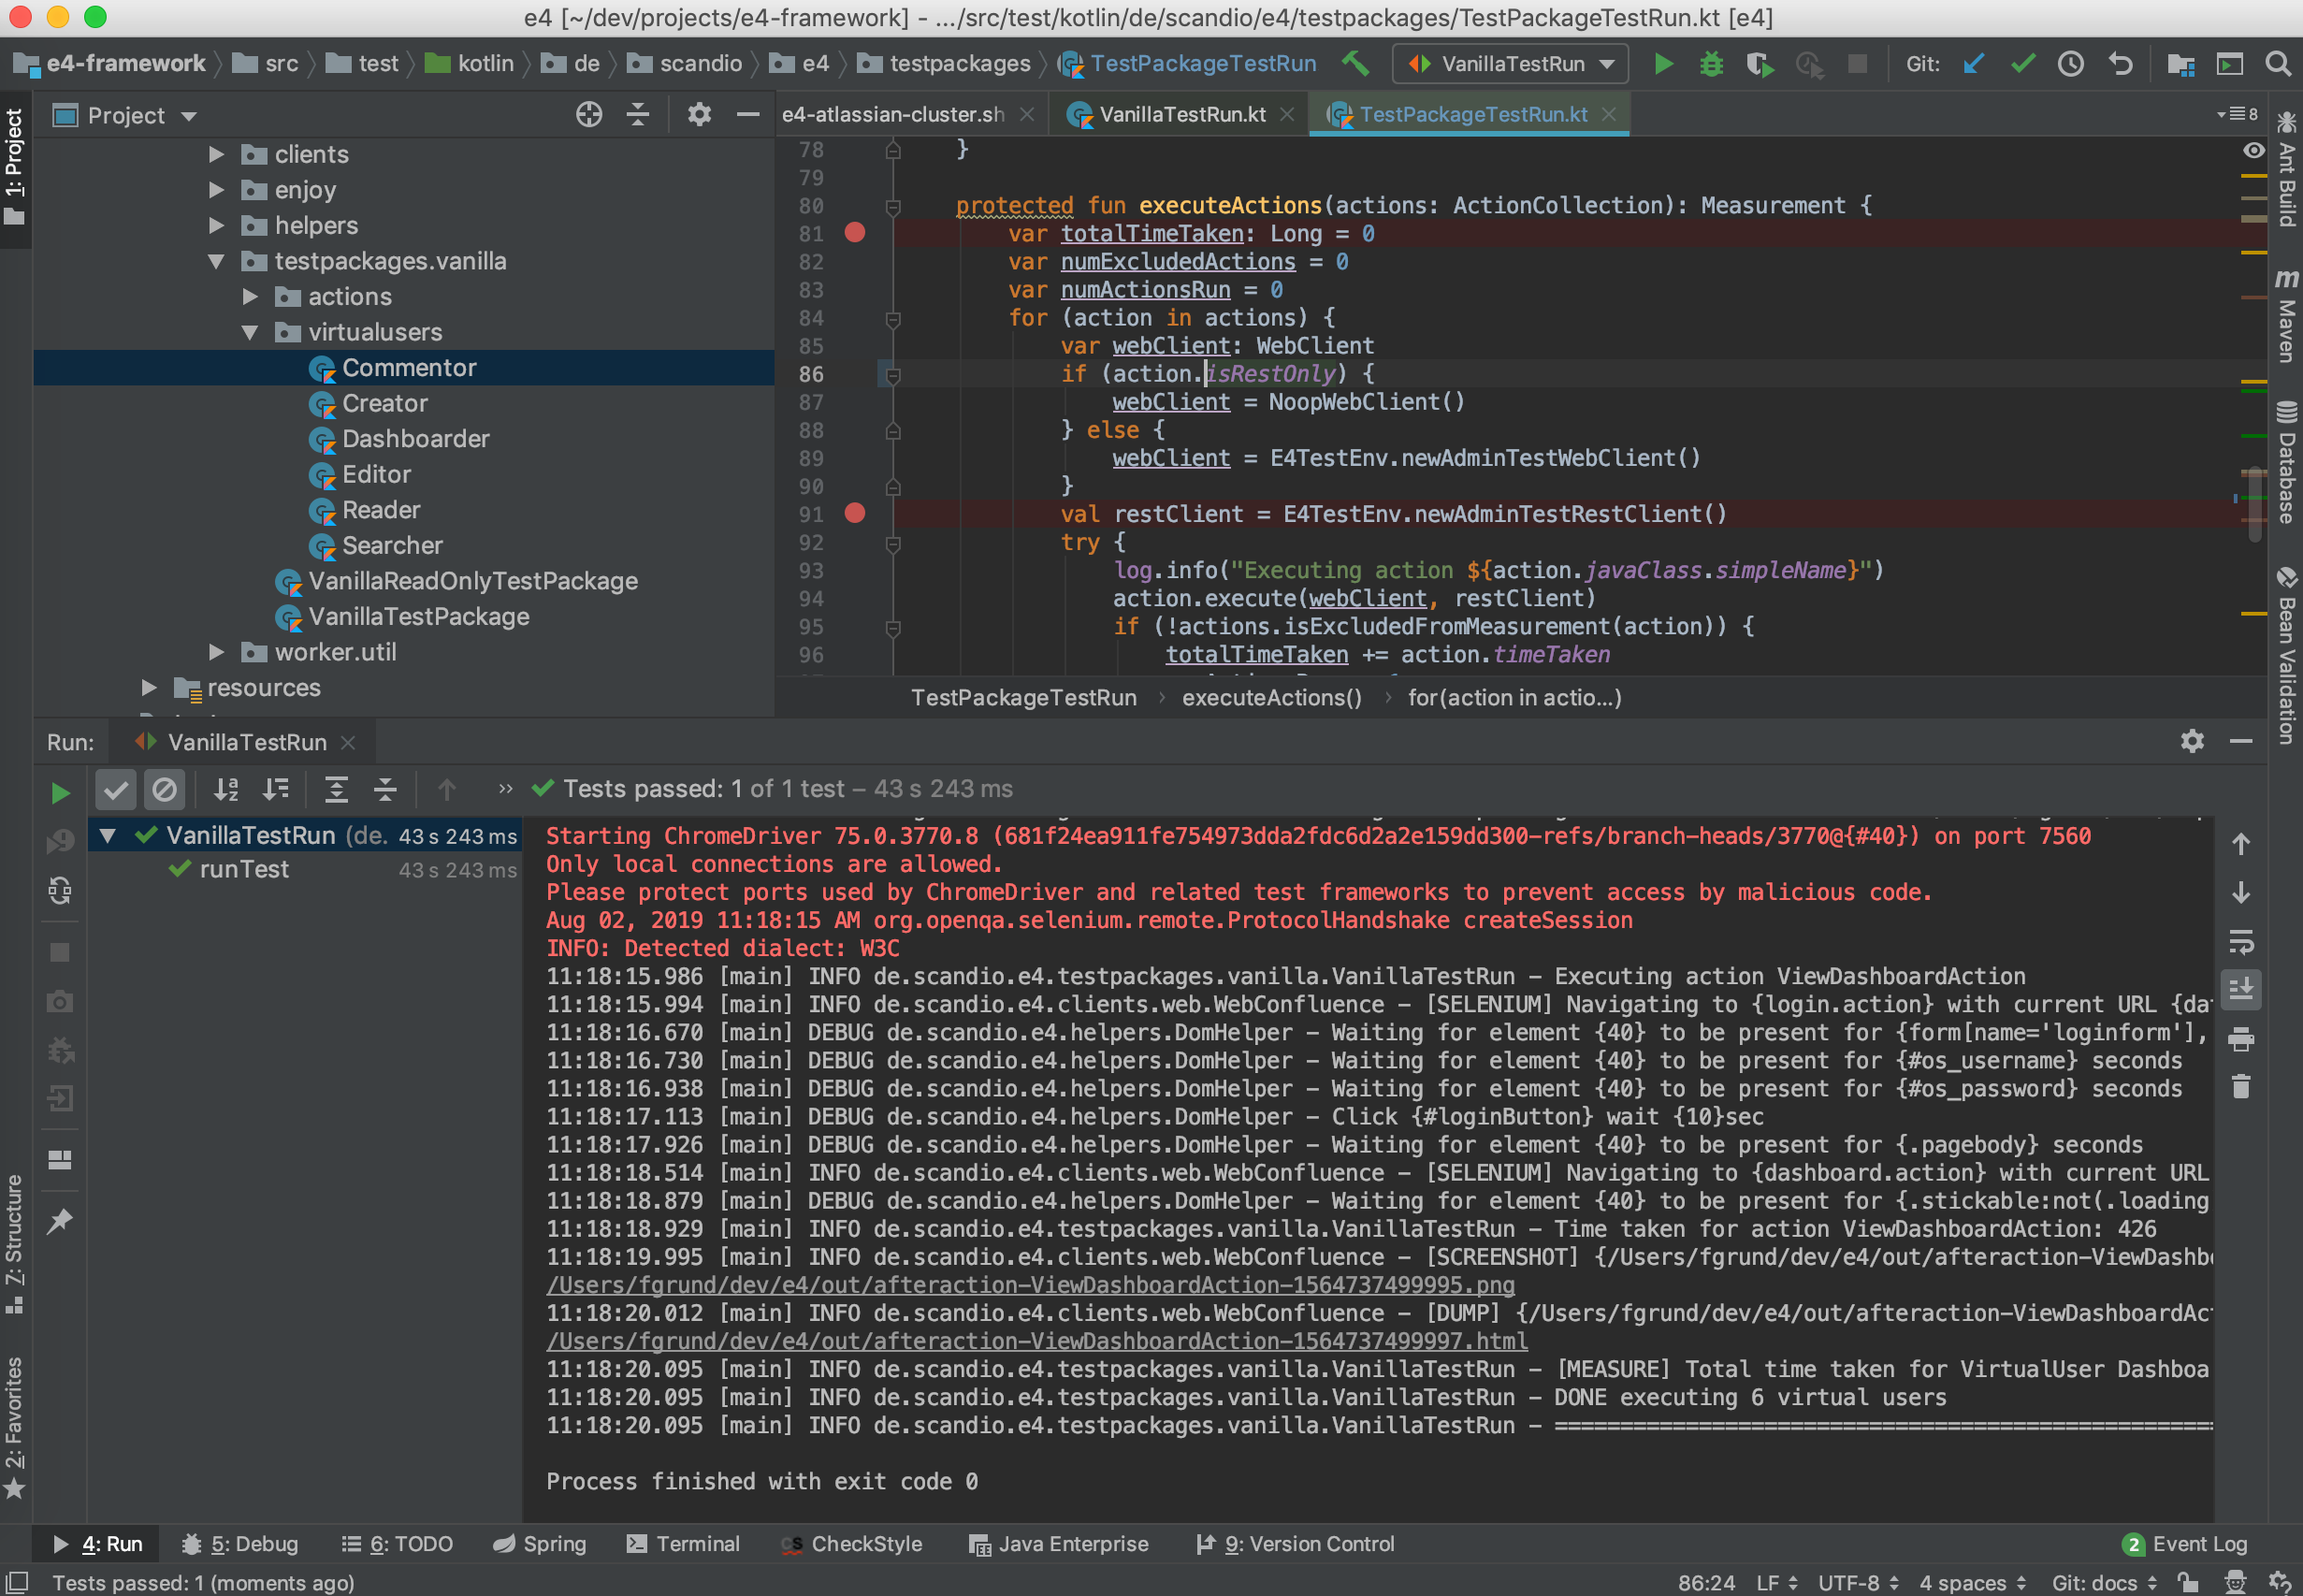 e4 [~/dev/projects/e4-framework] - .../src/test/kotlin/de/scandio/e4/testpackages/TestPackageTestRun.kt [e4]
e4-framework src test kotlin de scandio e4 testpackages TestPackageTestRun VanillaTestRun Git:
1: Project
Project
e4-atlassian-cluster.sh VanillaTestRun.kt TestPackageTestRun.kt 8
clients
enjoy
helpers
testpackages.vanilla
actions
virtualusers
Commentor
Creator
Dashboarder
Editor
Reader
Searcher
VanillaReadOnlyTestPackage
VanillaTestPackage
worker.util
resources
78 }
79
80 protected fun executeActions(actions: ActionCollection): Measurement {
81 var totalTimeTaken: Long = 0
82 var numExcludedActions = 0
83 var numActionsRun = 0
84 for (action in actions) {
85 var webClient: WebClient
86 if (action.isRestOnly) {
87 webClient = NoopWebClient()
88 } else {
89 webClient = E4TestEnv.newAdminTestWebClient()
90 }
91 val restClient = E4TestEnv.newAdminTestRestClient()
92 try {
93 log.info("Executing action ${action.javaClass.simpleName}")
94 action.execute(webClient, restClient)
95 if (!actions.isExcludedFromMeasurement(action)) {
96 totalTimeTaken += action.timeTaken
TestPackageTestRun executeActions() for(action in actio...)
Ant Build
m Maven
Database
Bean Validation
Run: VanillaTestRun
Tests passed: 1 of 1 test – 43 s 243 ms
VanillaTestRun (de. 43 s 243 ms
runTest 43 s 243 ms
Starting ChromeDriver 75.0.3770.8 (681f24ea911fe754973dda2fdc6d2a2e159dd300-refs/branch-heads/3770@{#40}) on port 7560
Only local connections are allowed.
Please protect ports used by ChromeDriver and related test frameworks to prevent access by malicious code.
Aug 02, 2019 11:18:15 AM org.openqa.selenium.remote.ProtocolHandshake createSession
INFO: Detected dialect: W3C
11:18:15.986 [main] INFO de.scandio.e4.testpackages.vanilla.VanillaTestRun - Executing action ViewDashboardAction
11:18:15.994 [main] INFO de.scandio.e4.clients.web.WebConfluence - [SELENIUM] Navigating to {login.action} with current URL {da
11:18:16.670 [main] DEBUG de.scandio.e4.helpers.DomHelper - Waiting for element {40} to be present for {form[name='loginform'],
11:18:16.730 [main] DEBUG de.scandio.e4.helpers.DomHelper - Waiting for element {40} to be present for {#os_username} seconds
11:18:16.938 [main] DEBUG de.scandio.e4.helpers.DomHelper - Waiting for element {40} to be present for {#os_password} seconds
11:18:17.113 [main] DEBUG de.scandio.e4.helpers.DomHelper - Click {#loginButton} wait {10}sec
11:18:17.926 [main] DEBUG de.scandio.e4.helpers.DomHelper - Waiting for element {40} to be present for {.pagebody} seconds
11:18:18.514 [main] INFO de.scandio.e4.clients.web.WebConfluence - [SELENIUM] Navigating to {dashboard.action} with current URL
11:18:18.879 [main] DEBUG de.scandio.e4.helpers.DomHelper - Waiting for element {40} to be present for {.stickable:not(.loading
11:18:18.929 [main] INFO de.scandio.e4.testpackages.vanilla.VanillaTestRun - Time taken for action ViewDashboardAction: 426
11:18:19.995 [main] INFO de.scandio.e4.clients.web.WebConfluence - [SCREENSHOT] {/Users/fgrund/dev/e4/out/afteraction-ViewDashb
/Users/fgrund/dev/e4/out/afteraction-ViewDashboardAction-1564737499995.png
11:18:20.012 [main] INFO de.scandio.e4.clients.web.WebConfluence - [DUMP] {/Users/fgrund/dev/e4/out/afteraction-ViewDashboardAc
/Users/fgrund/dev/e4/out/afteraction-ViewDashboardAction-1564737499997.html
11:18:20.095 [main] INFO de.scandio.e4.testpackages.vanilla.VanillaTestRun - [MEASURE] Total time taken for VirtualUser Dashboa
11:18:20.095 [main] INFO de.scandio.e4.testpackages.vanilla.VanillaTestRun - DONE executing 6 virtual users
11:18:20.095 [main] INFO de.scandio.e4.testpackages.vanilla.VanillaTestRun - ==================================================
Process finished with exit code 0
7: Structure
2: Favorites
4: Run 5: Debug 6: TODO Spring Terminal CheckStyle Java Enterprise 9: Version Control 2 Event Log
Tests passed: 1 (moments ago) 86:24 LF UTF-8 4 spaces Git: docs